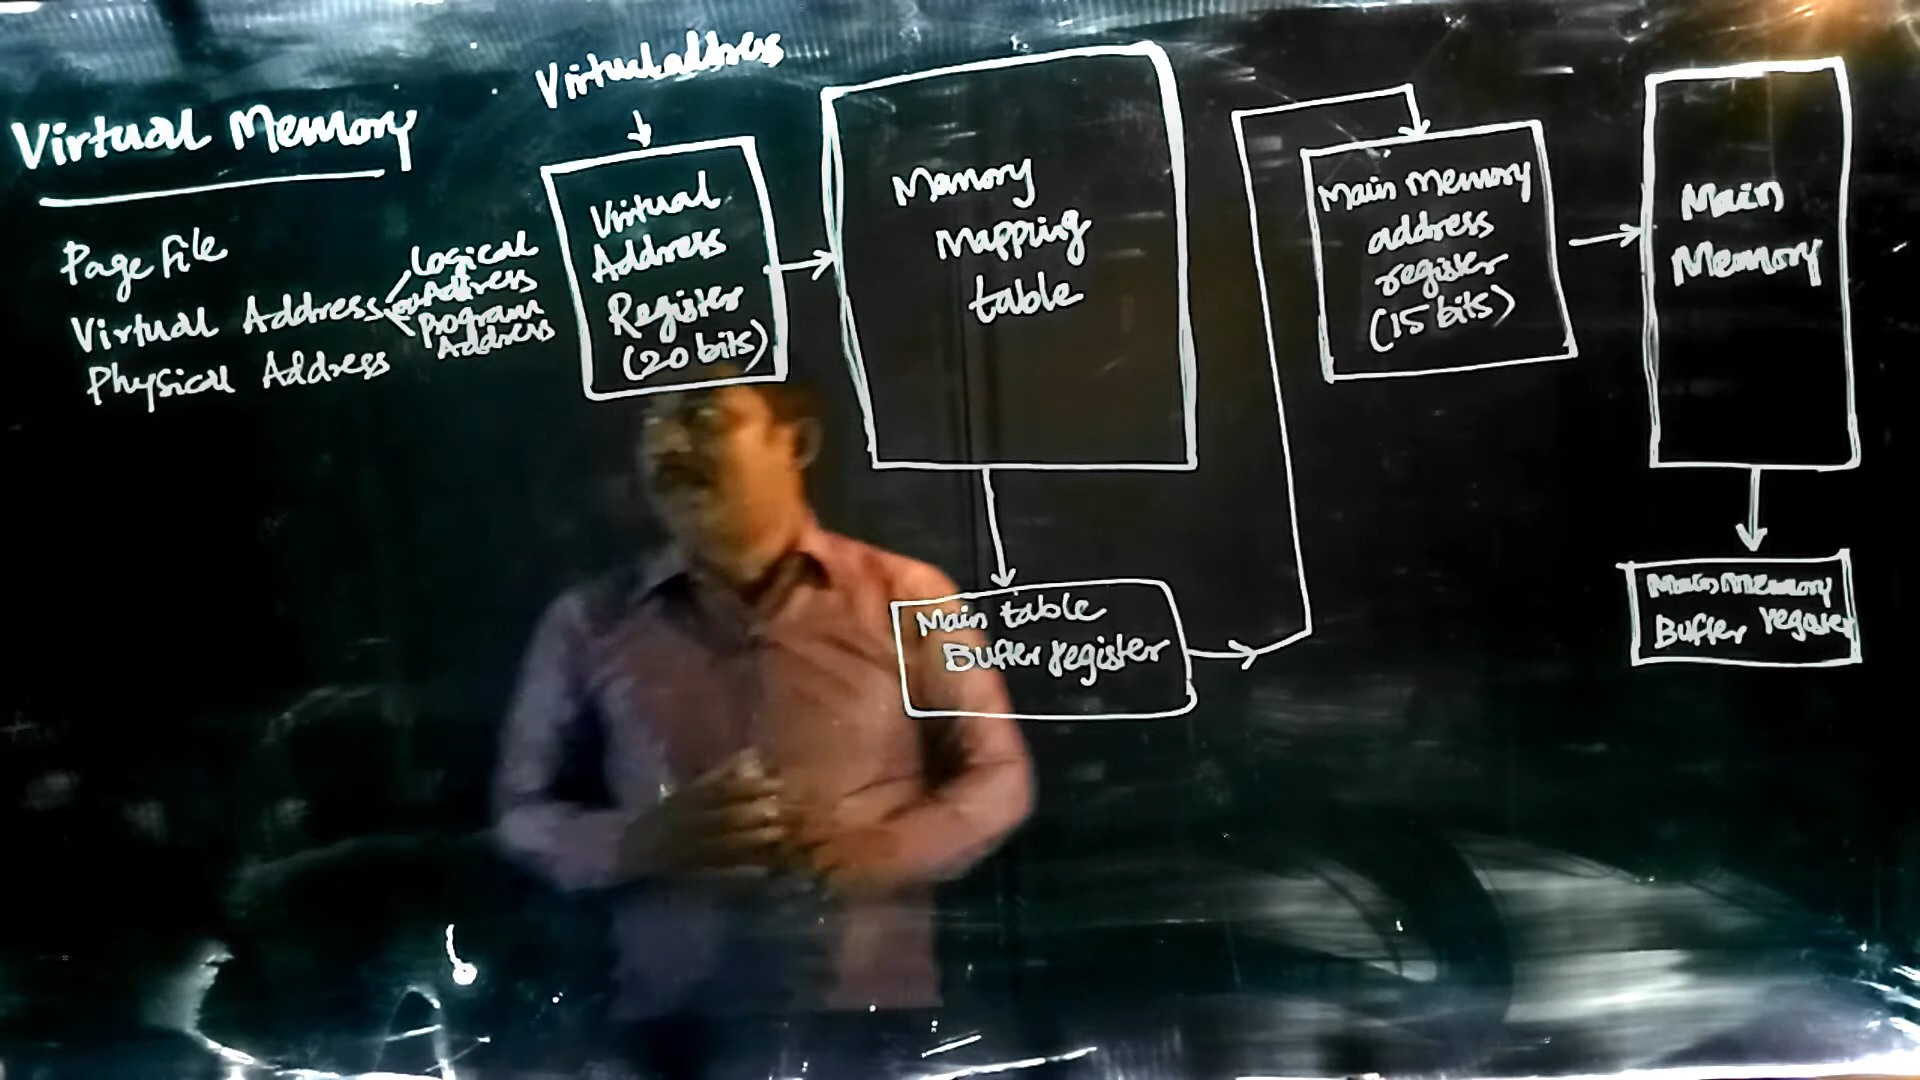 Virtual Memory
Page File
Virtual Address
Logical
Address
Program
Address
Physical Address
Virtual address
Virtual
Address
Register
(20 bits)
Memory
Mapping
table
Main table
Buffer register
Main Memory
address
register
(15 bits)
Main
Memory
Main Memory
Buffer register